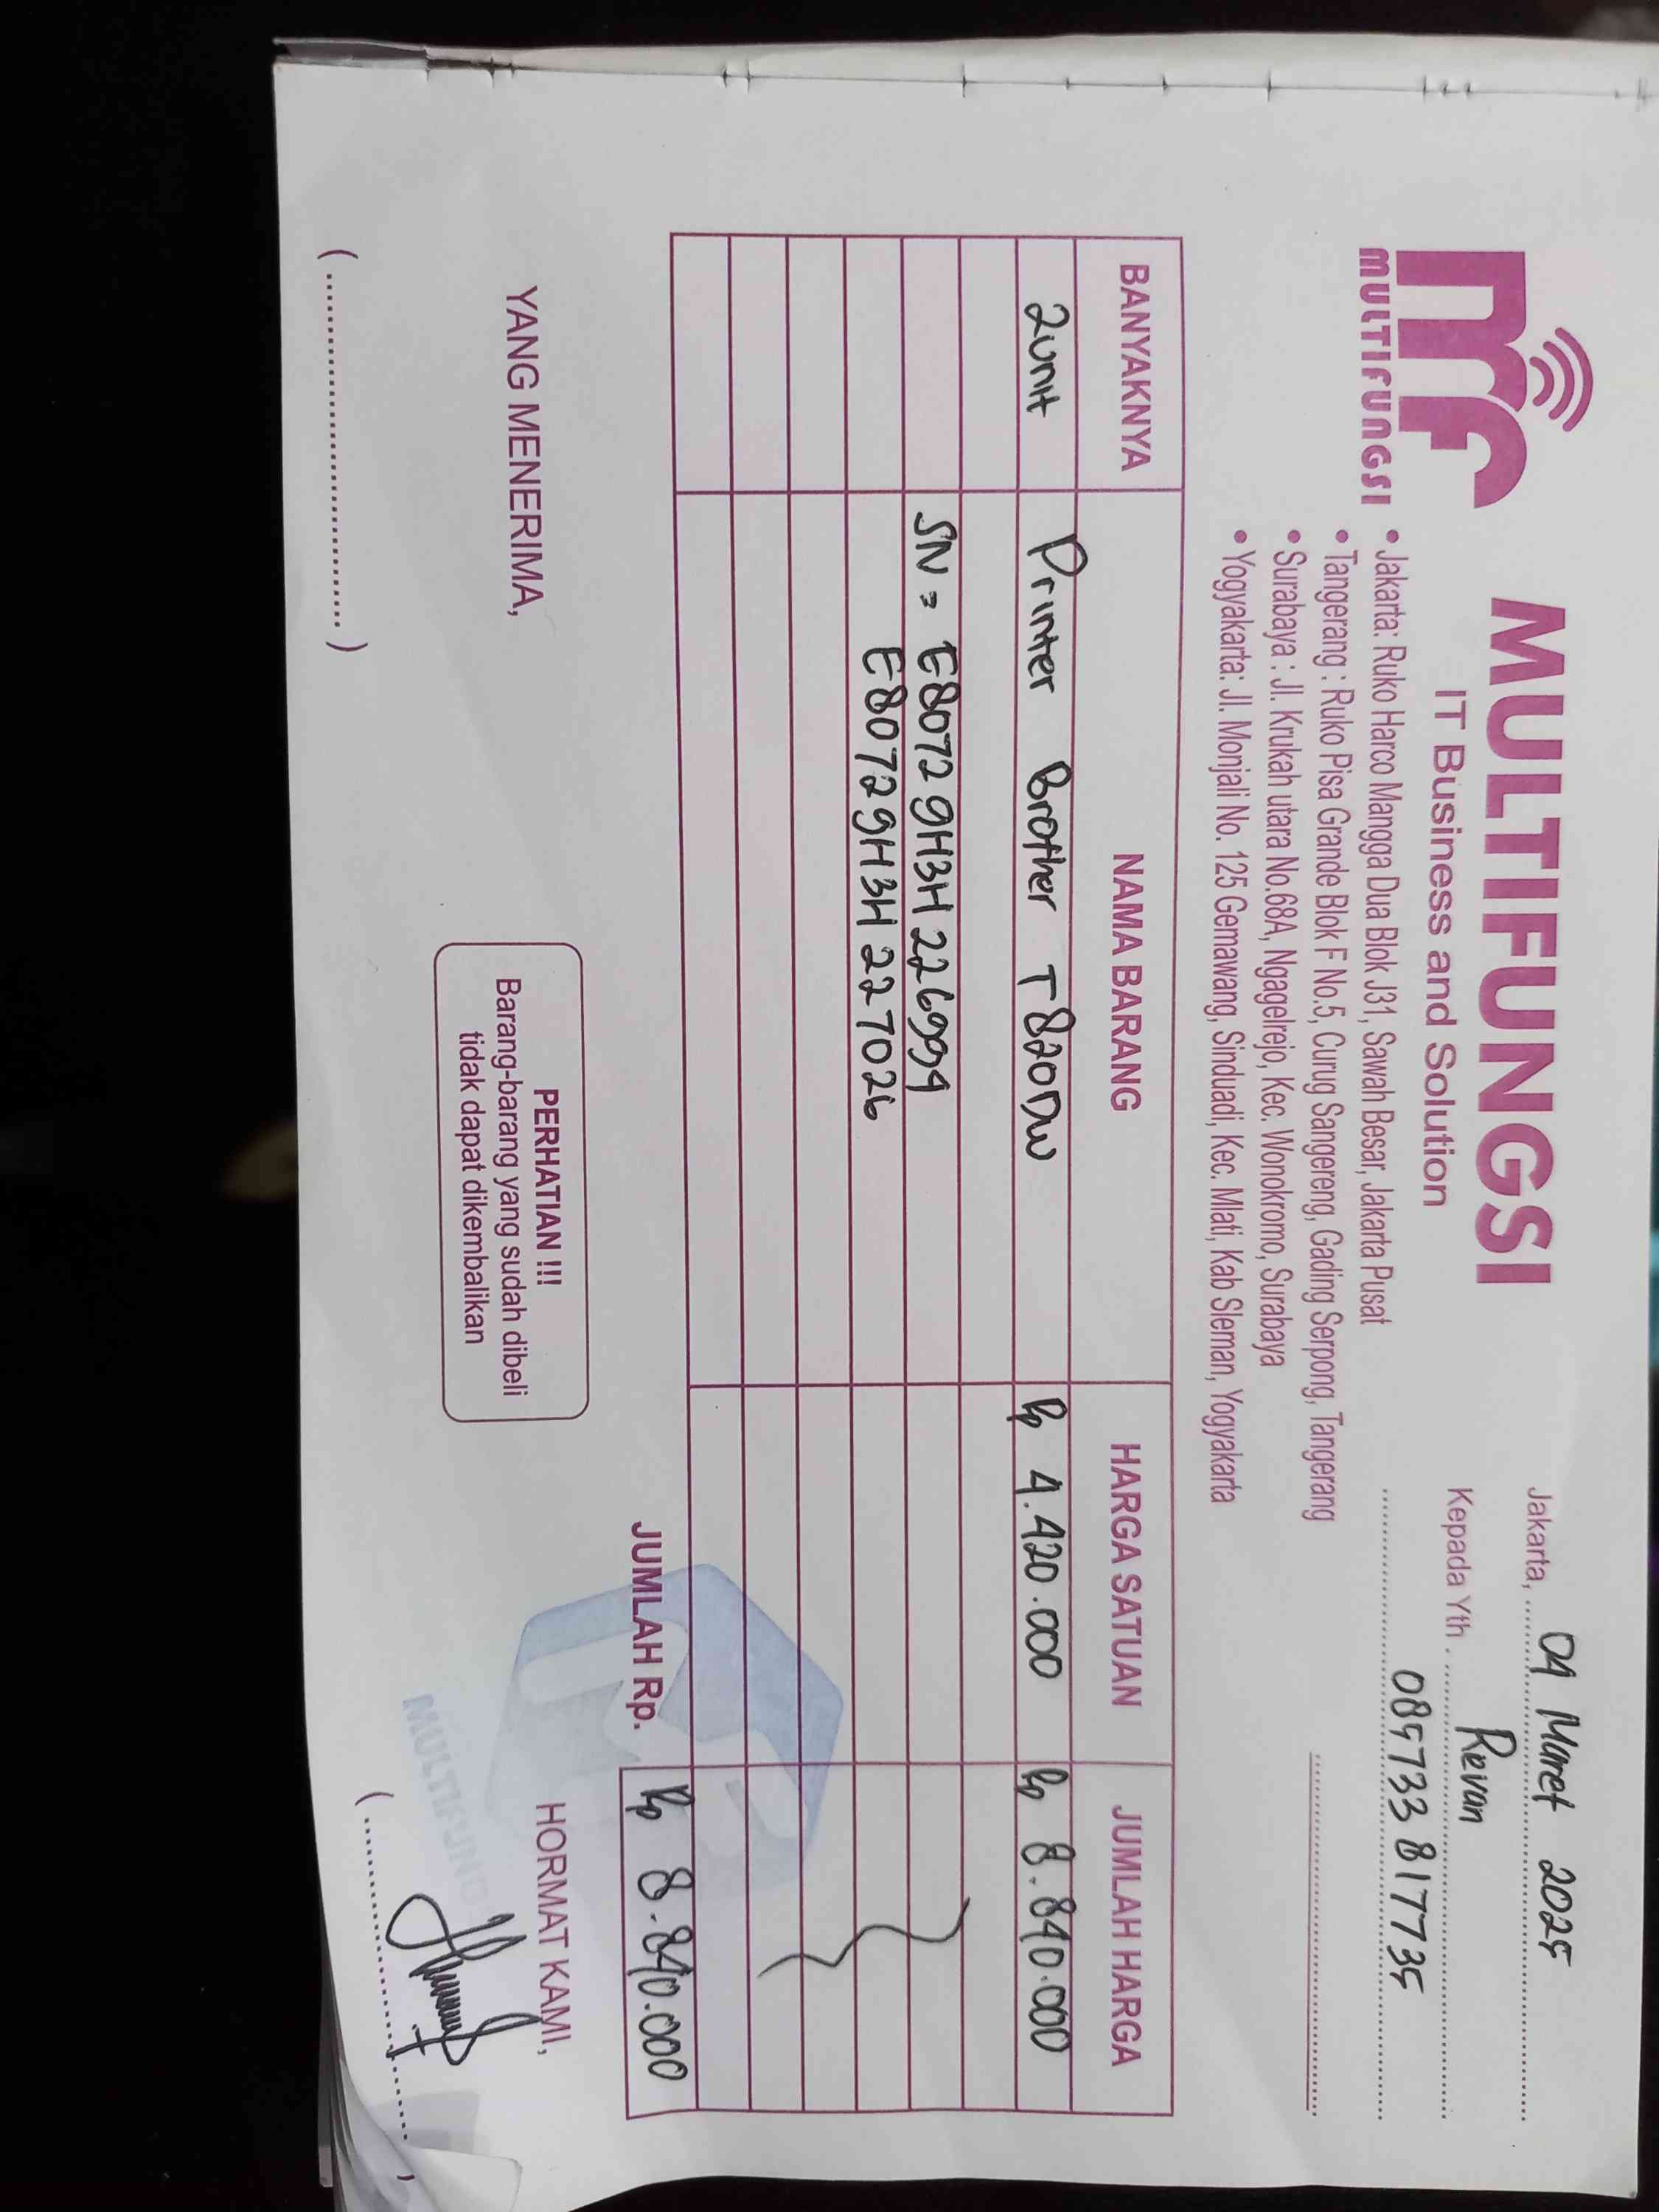 MULTIFUNGSI
MULTIFUNGSI
IT Business and Solution
• Jakarta: Ruko Harco Mangga Dua Blok J31, Sawah Besar, Jakarta Pusat
• Tangerang : Ruko Pisa Grande Blok F No.5, Curug Sangereng, Gading Serpong, Tangerang
• Surabaya : Jl. Krukah utara No.68A, Ngagelrejo, Kec. Wonokromo, Surabaya
• Yogyakarta: Jl. Monjali No. 125 Gemawang, Sinduadi, Kec. Mlati, Kab Sleman, Yogyakarta
Jakarta, 04 Maret 2025
Kepada Yth. Revan
085733817735
BANYAKNYA NAMA BARANG HARGA SATUAN JUMLAH HARGA
2unit Printer Brother T820DW Rp 4.420.000 Rp 8.840.000
SN = E80729H3H226994
E80729H3H227026
JUMLAH Rp. Rp 8.840.000
YANG MENERIMA,
PERHATIAN !!!
Barang-barang yang sudah dibeli
tidak dapat dikembalikan
HORMAT KAMI,
MULTIFUNG